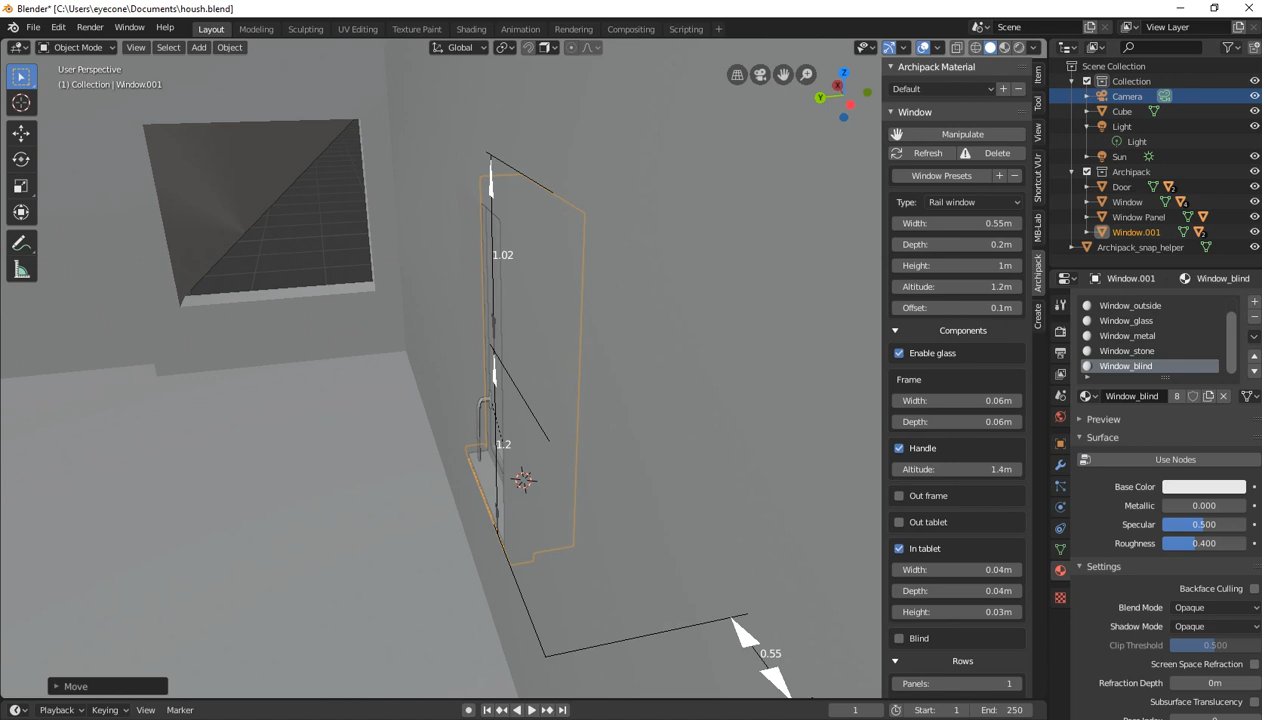 Blender* [C:\Users\eyecone\Documents\housh.blend]
File Edit Render Window Help
Layout Modeling Sculpting UV Editing Texture Paint Shading Animation Rendering Compositing Scripting
Scene
View Layer
Object Mode View Select Add Object
Global
User Perspective
(1) Collection | Window.001
Z
X
Y
1.02
1.2
0.55
Move
Archipack Material
Default
Window
Manipulate
Refresh Delete
Window Presets
Type: Rail window
Width: 0.55m
Depth: 0.2m
Height: 1m
Altitude: 1.2m
Offset: 0.1m
Components
Enable glass
Frame
Width: 0.06m
Depth: 0.06m
Handle
Altitude: 1.4m
Out frame
Out tablet
In tablet
Width: 0.04m
Depth: 0.04m
Height: 0.03m
Blind
Rows
Panels: 1
Item
Tool
View
Shortcut VUr
MB-Lab
Archipack
Create
Scene Collection
Collection
Camera
Cube
Light
Light
Sun
Archipack
Door 2
Window 4
Window Panel
Window.001 2
Archipack_snap_helper
Window.001 Window_blind
Window_outside
Window_glass
Window_metal
Window_stone
Window_blind
Window_blind 8
Preview
Surface
Use Nodes
Base Color
Metallic 0.000
Specular 0.500
Roughness 0.400
Settings
Backface Culling
Blend Mode Opaque
Shadow Mode Opaque
Clip Threshold 0.500
Screen Space Refraction
Refraction Depth 0m
Subsurface Translucency
Pass Index 0
Playback Keying View Marker
1 Start: 1 End: 250